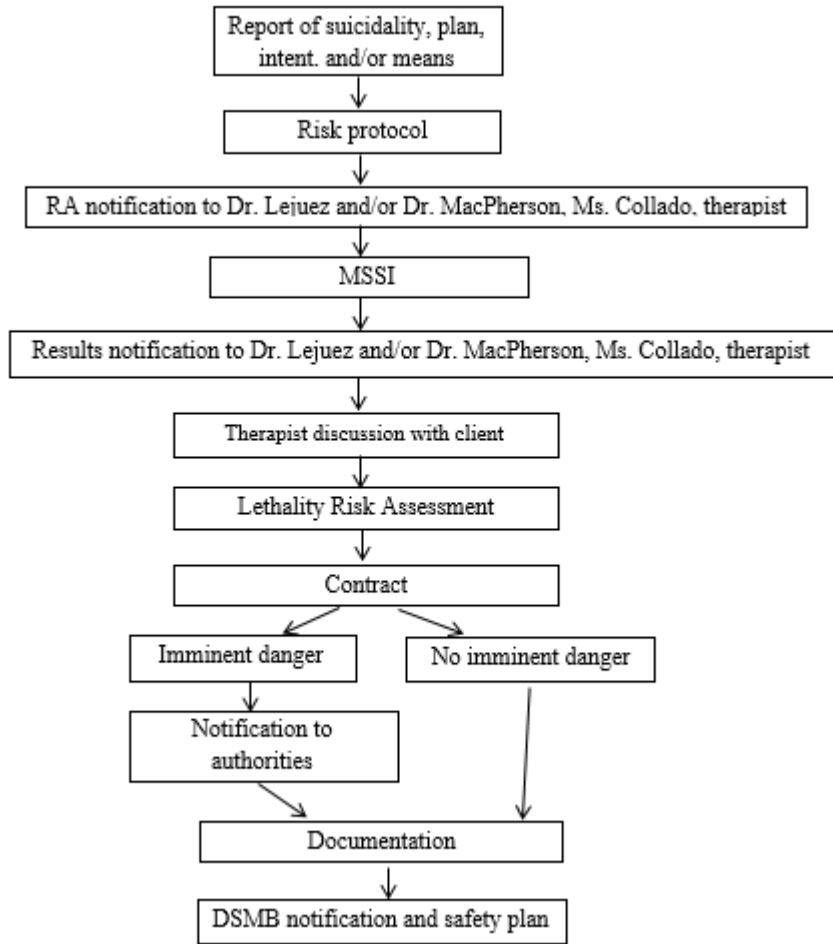 Report of suicidality, plan,
intent. and/or means
Risk protocol
RA notification to Dr. Lejuez and/or Dr. MacPherson, Ms. Collado, therapist
MSSI
Results notification to Dr. Lejuez and/or Dr. MacPherson, Ms. Collado, therapist
Therapist discussion with client
Lethality Risk Assessment
Contract
Imminent danger
No imminent danger
Notification to
authorities
Documentation
DSMB notification and safety plan